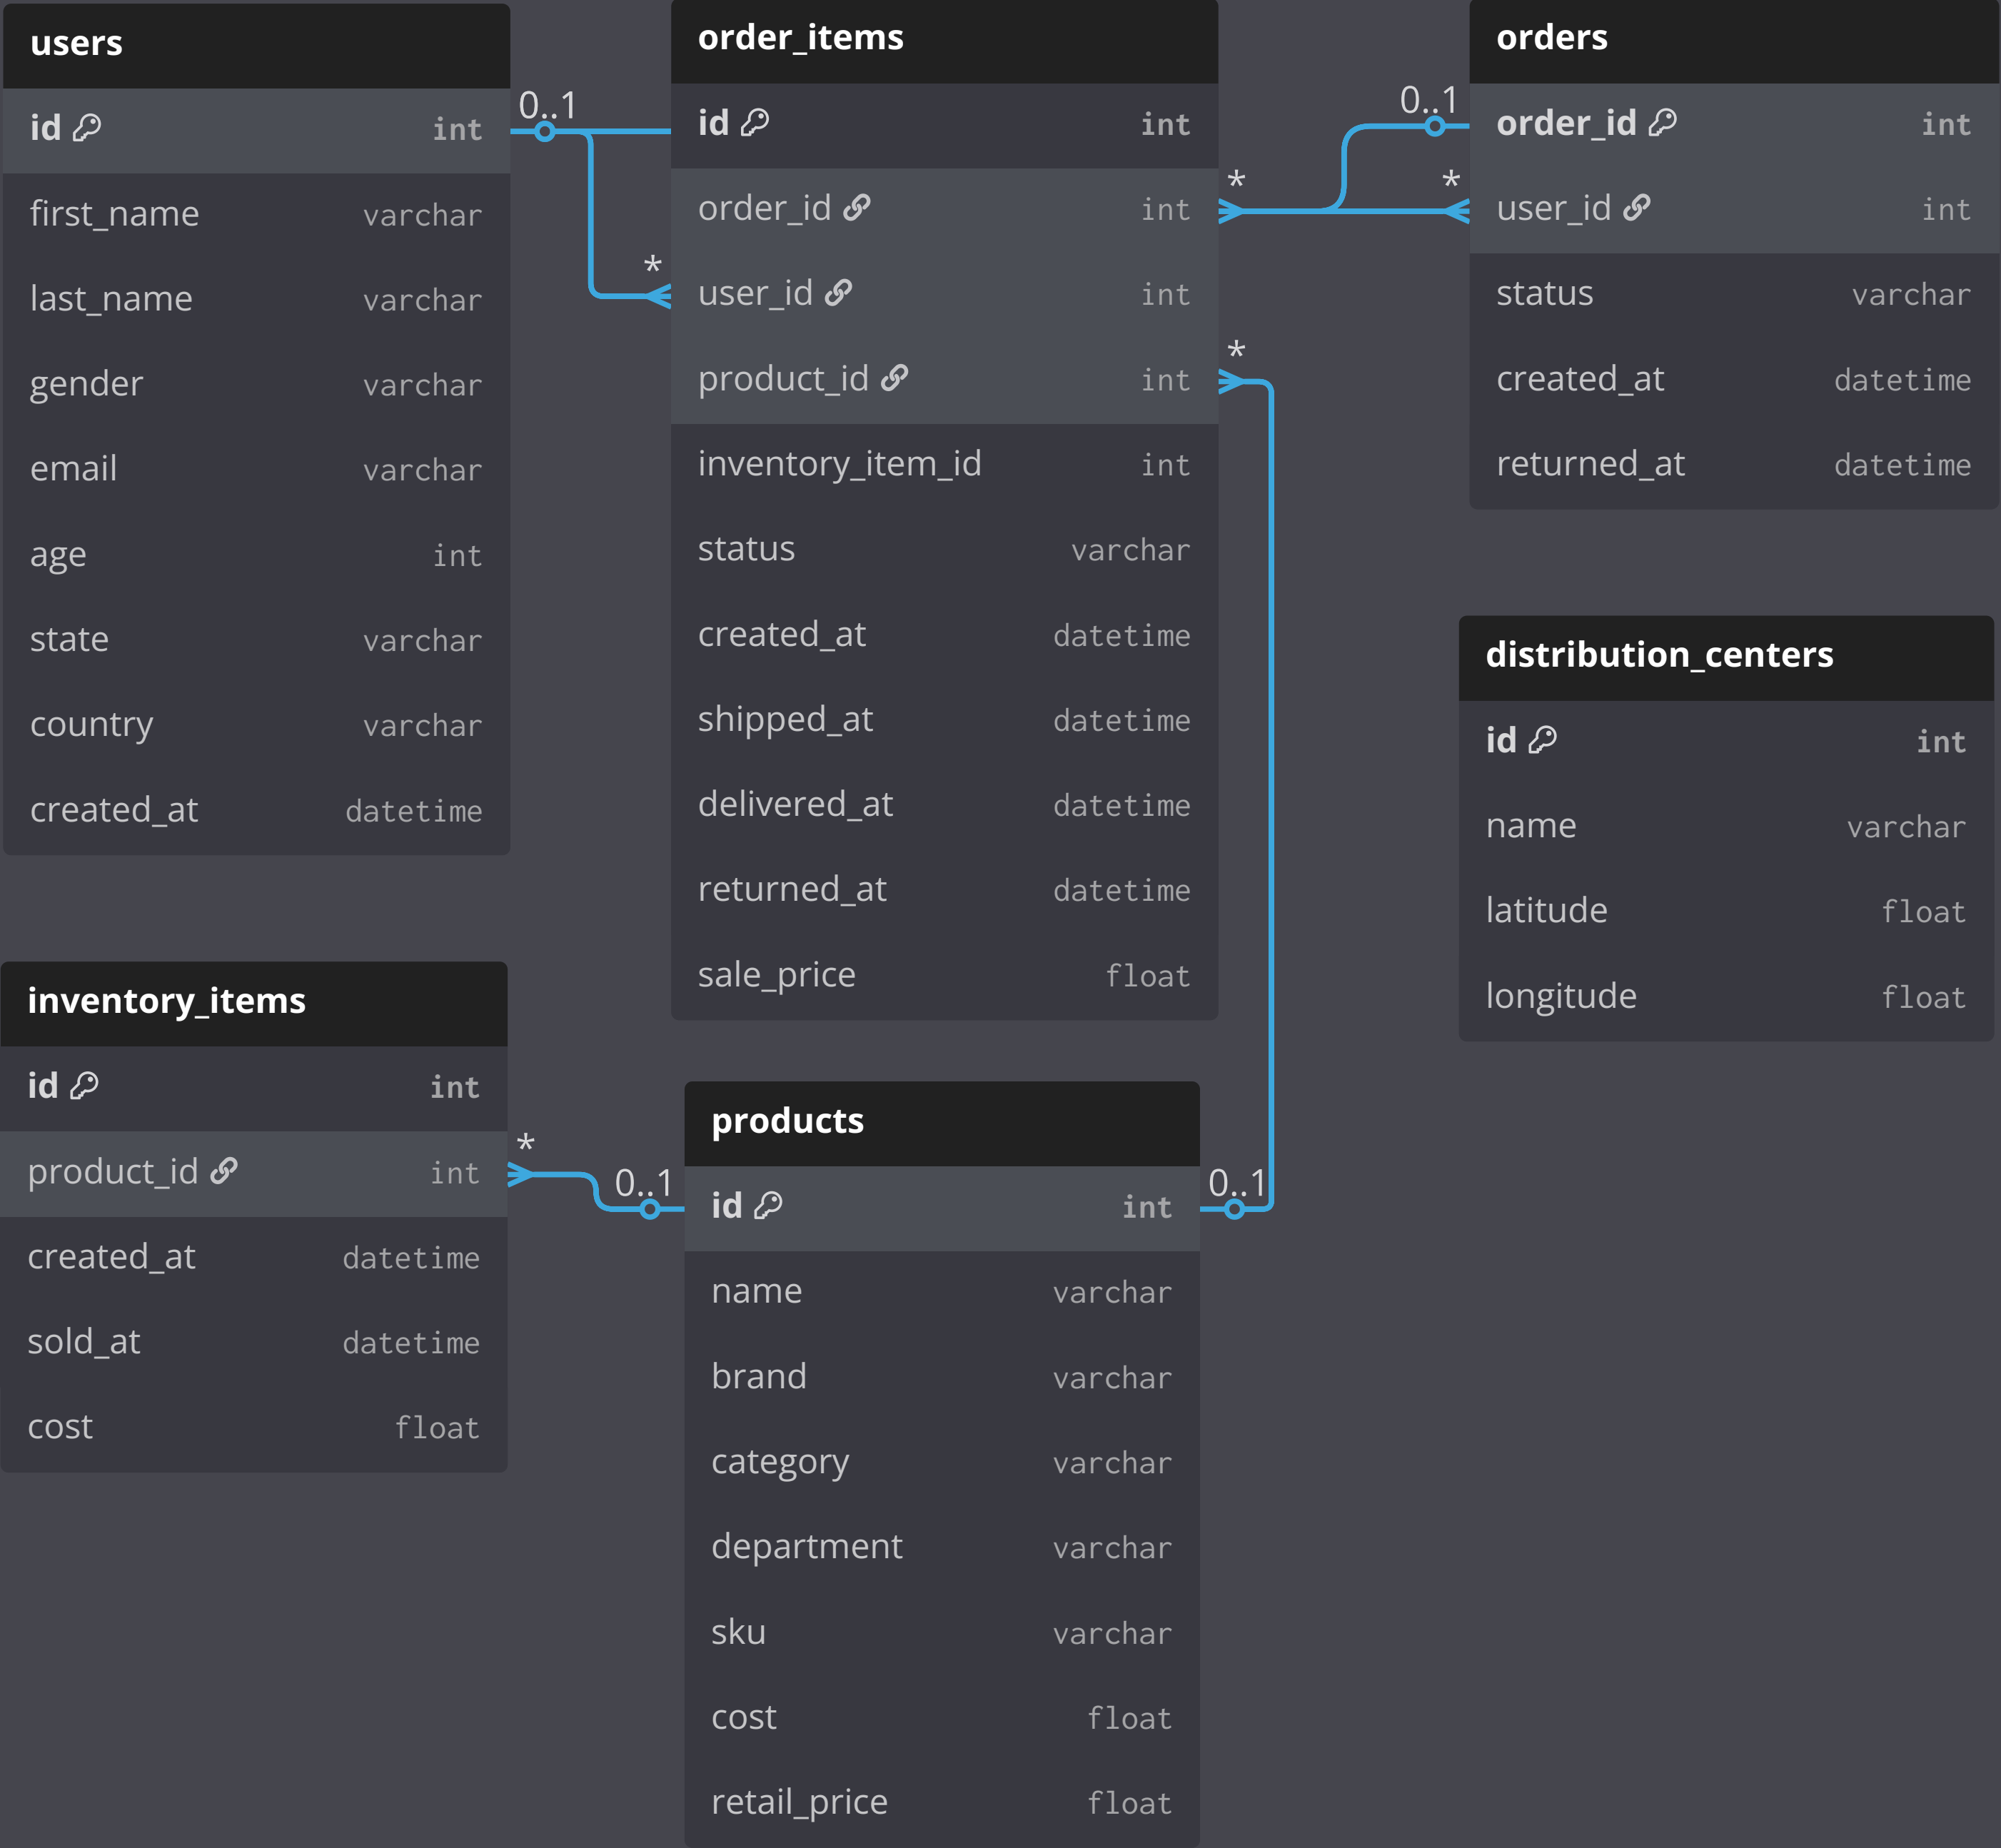 users
id int
first_name varchar
last_name varchar
gender varchar
email varchar
age int
state varchar
country varchar
created_at datetime
0..1
*
order_items
id int
order_id int
user_id int
product_id int
inventory_item_id int
status varchar
created_at datetime
shipped_at datetime
delivered_at datetime
returned_at datetime
sale_price float
*
*
0..1
*
orders
order_id int
user_id int
status varchar
created_at datetime
returned_at datetime
distribution_centers
id int
name varchar
latitude float
longitude float
inventory_items
id int
product_id int
created_at datetime
sold_at datetime
cost float
*
0..1
products
id int
name varchar
brand varchar
category varchar
department varchar
sku varchar
cost float
retail_price float
0..1